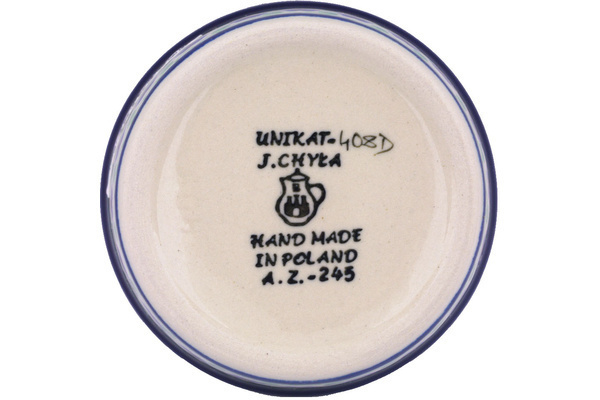 UNIKAT-408D
J. CHYŁA
B
HAND MADE
IN POLAND
A. Z.-245